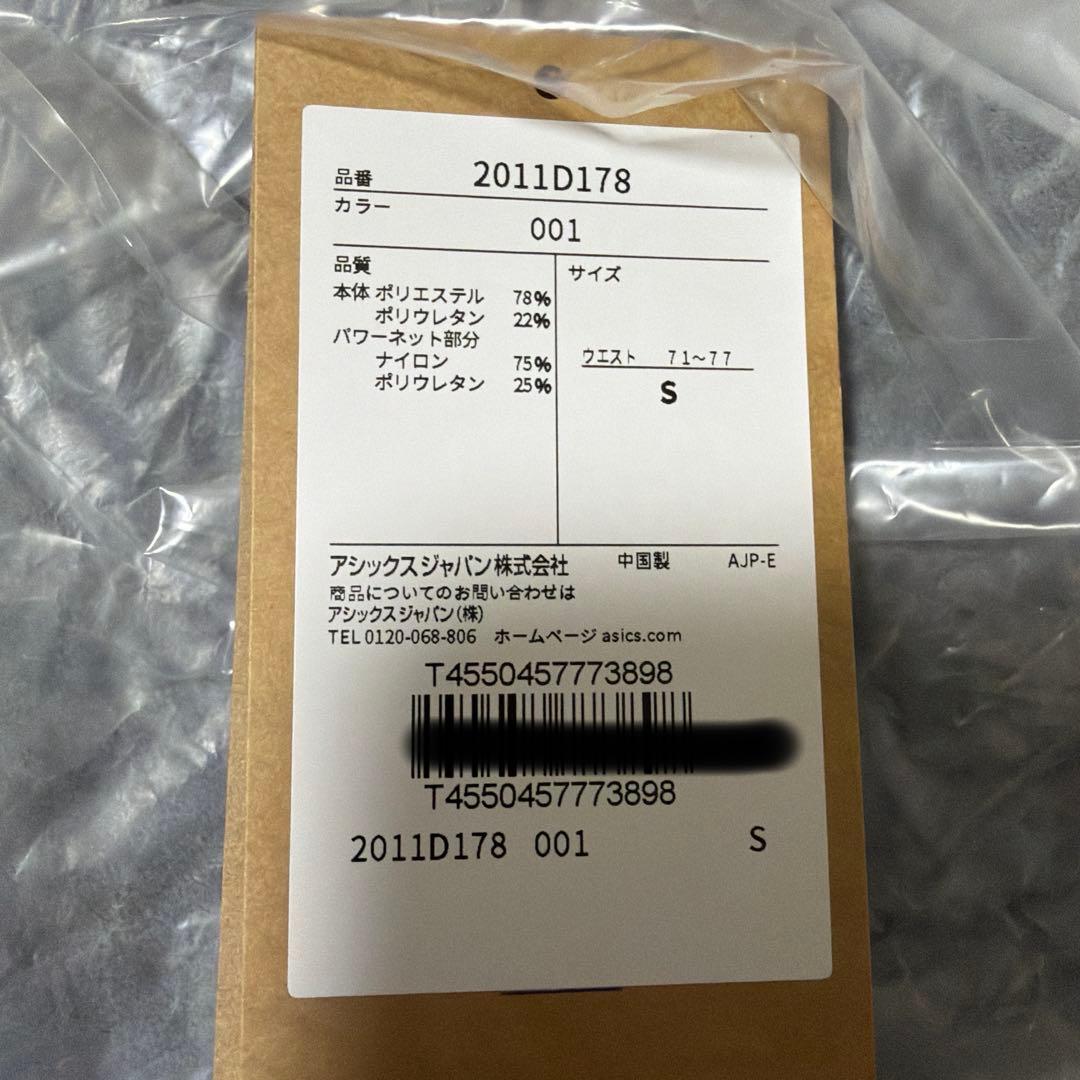 品番 2011D178
カラー
001
品質
本体 ポリエステル 78%
ポリウレタン 22%
パワーネット部分
ナイロン 75%
ポリウレタン 25%
サイズ
ウエスト 71~77
S
アシックスジャパン株式会社 中国製 AJP-E
商品についてのお問い合わせは
アシックスジャパン(株)
TEL 0120-068-806 ホームページ asics.com
T4550457773898
T4550457773898
2011D178 001 S